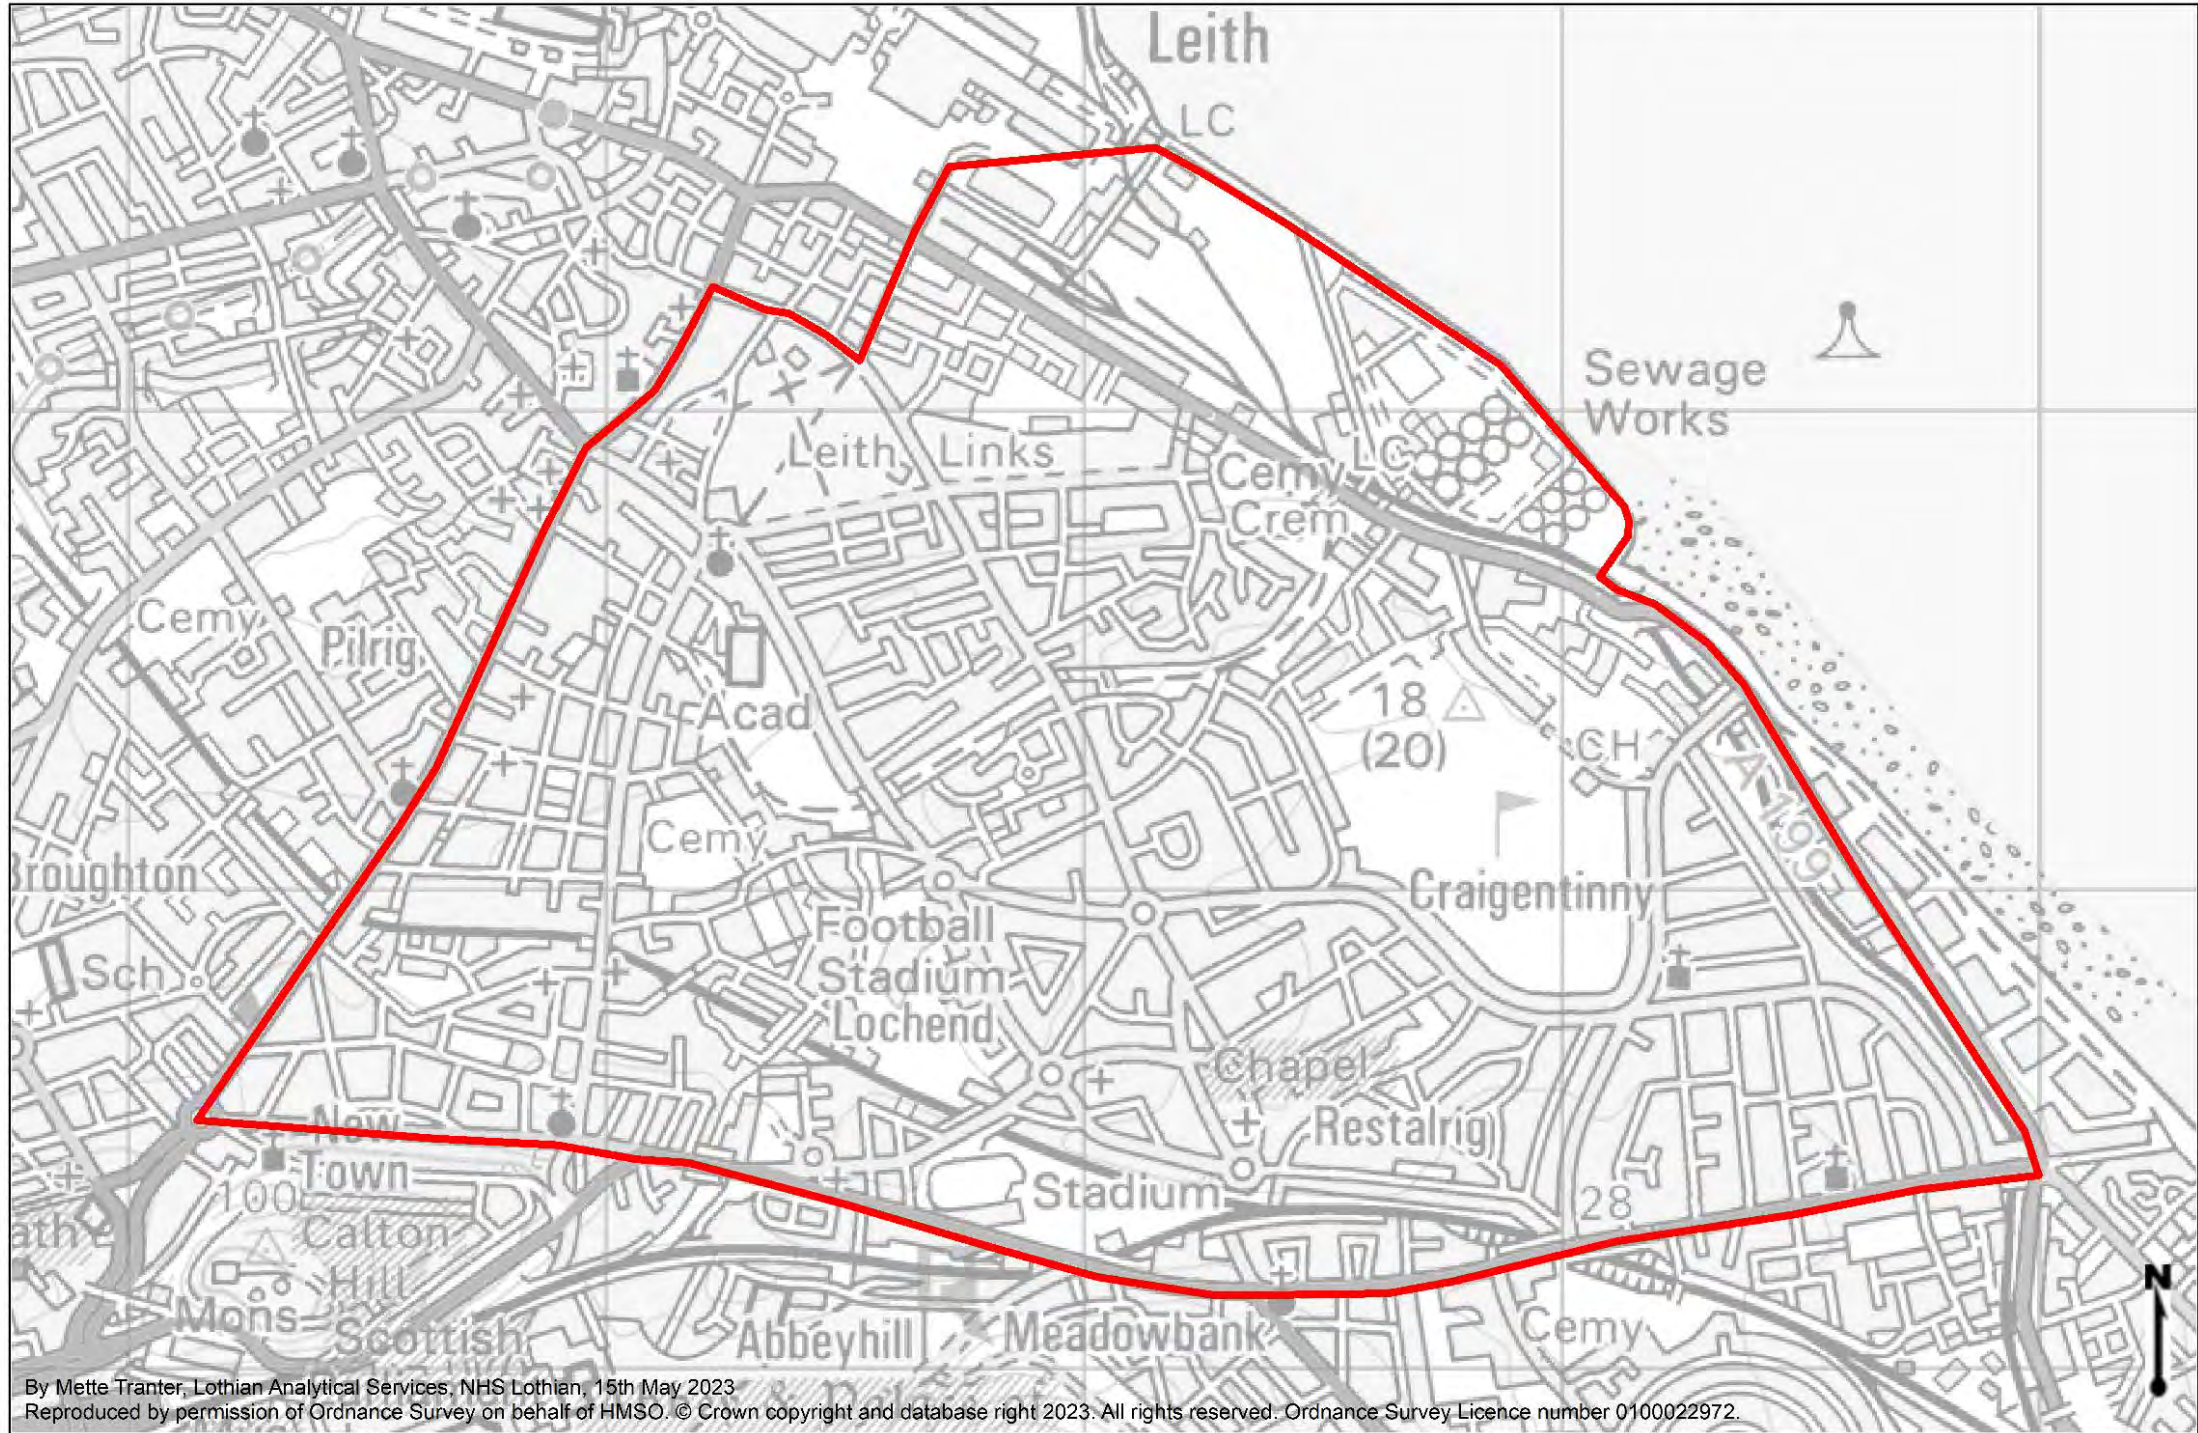 Leith
LC
Sewage
Works
Leith Links
Cemy
LC
Crem
Cemy
Pilrig
Acad
18
(20)
CH
A 199
Cemy
Broughton
Craigentinny
Football
Stadium
Lochend
Sch
Chapel
New
Town
Restalrig
100
Stadium
28
Calton
Hill
Mons
Scottish
Abbeyhill
Meadowbank
Cemy
N
By Mette Tranter, Lothian Analytical Services, NHS Lothian, 15th May 2023
Reproduced by permission of Ordnance Survey on behalf of HMSO. © Crown copyright and database right 2023. All rights reserved. Ordnance Survey Licence number 0100022972.